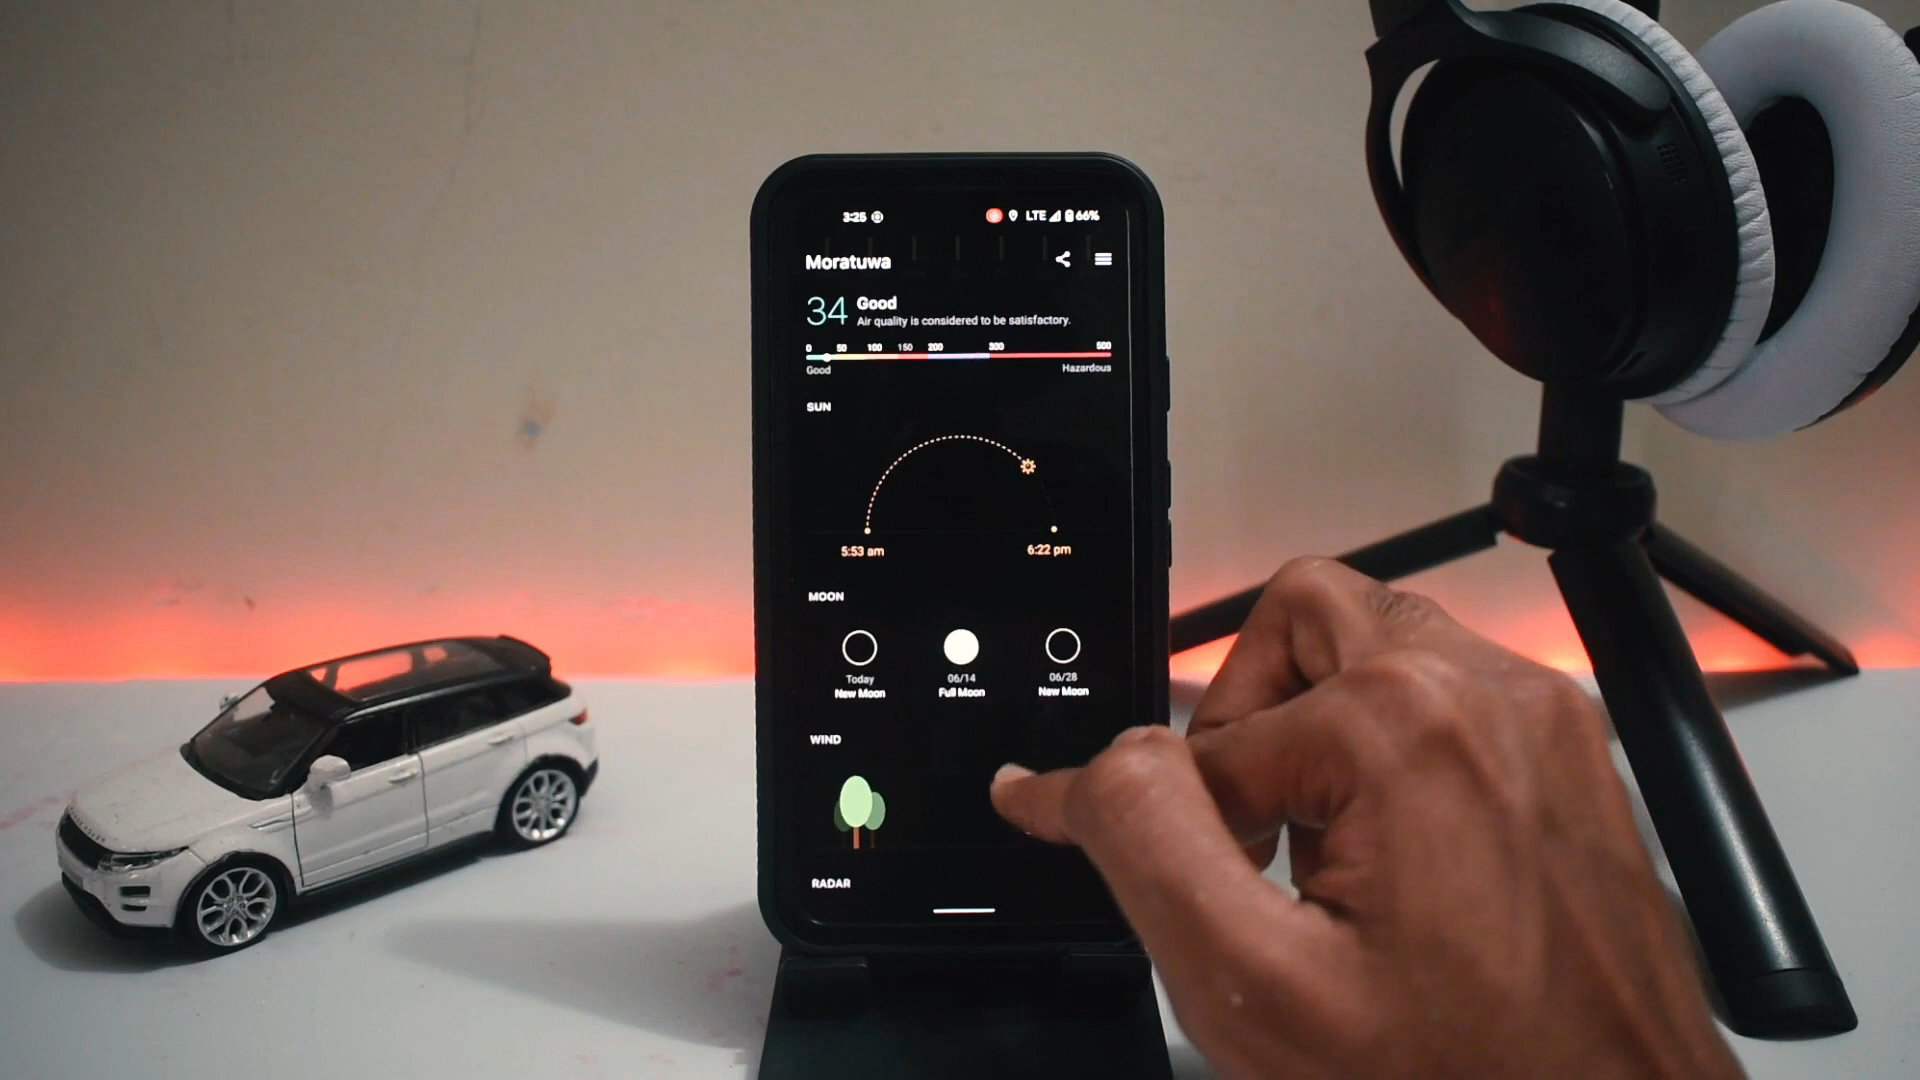 3:25 LTE 66%
Moratuwa
34 Good
Air quality is considered to be satisfactory.
0 50 100 150 200 300 500
Good Hazardous
SUN
5:53 am 6:22 pm
MOON
Today 06/14 06/28
New Moon Full Moon New Moon
WIND
RADAR